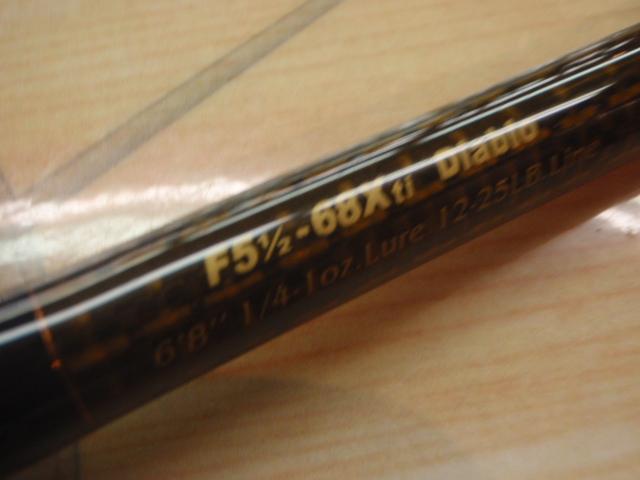 F5½-68Xti Diablo
6'8" 1/4-1oz.Lure 12-25LB.Line